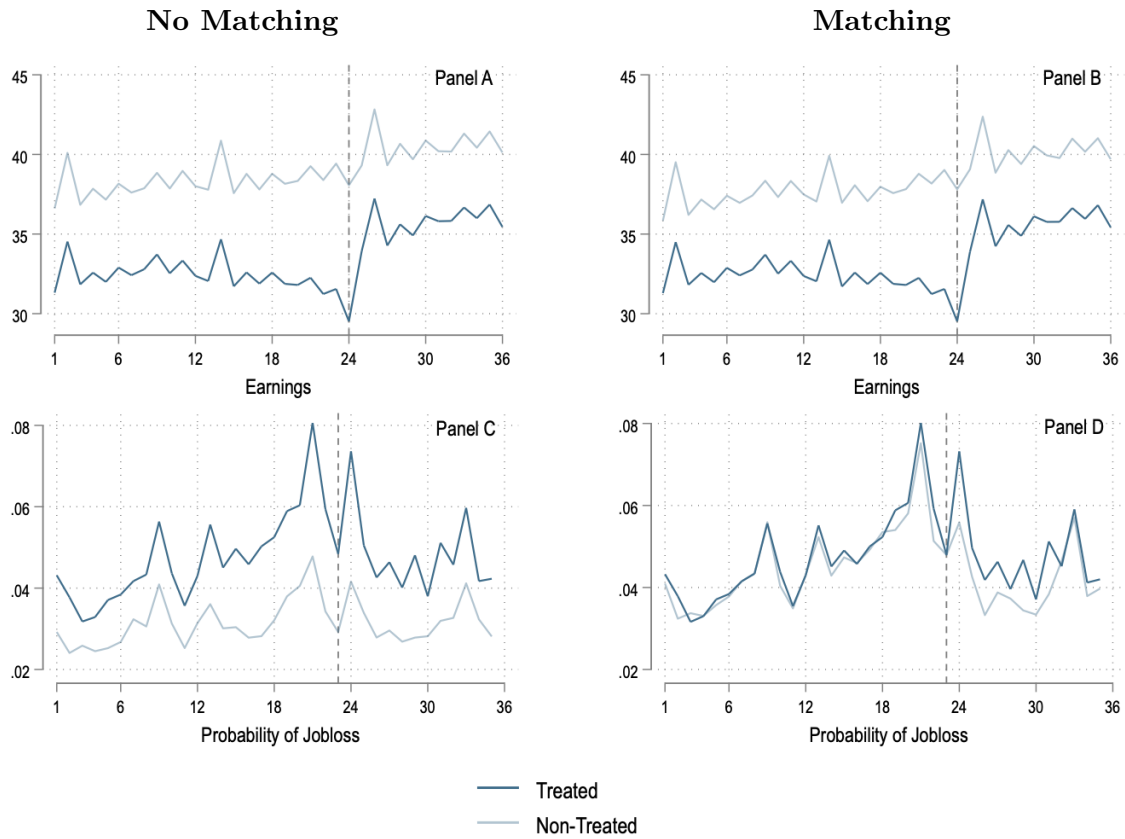 No Matching
Matching
Panel A
45
40
35
30
1 6 12 18 24 30 36
Earnings
Panel B
45
40
35
30
1 6 12 18 24 30 36
Earnings
Panel C
.08
.06
.04
.02
1 6 12 18 24 30 36
Probability of Jobloss
Panel D
.08
.06
.04
.02
1 6 12 18 24 30 36
Probability of Jobloss
Treated
Non-Treated